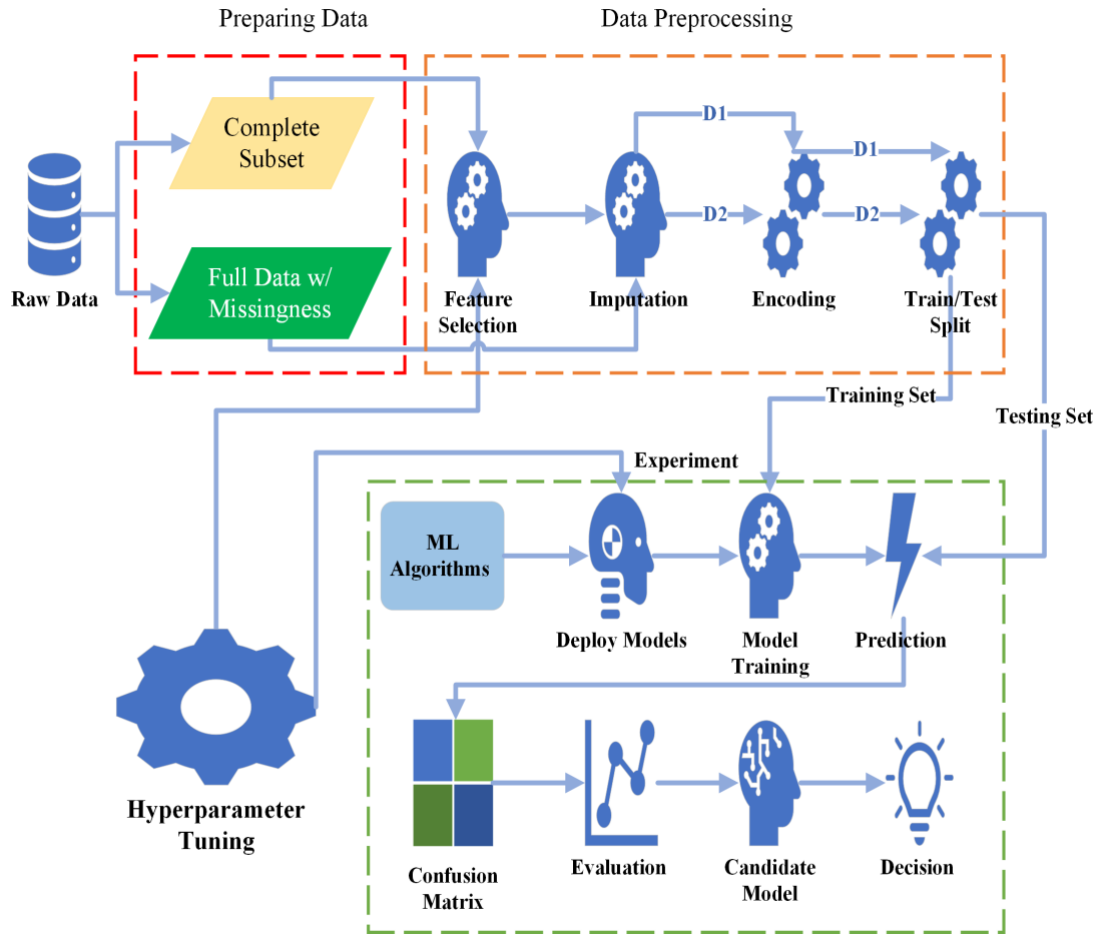 Preparing Data
Data Preprocessing
Complete
Subset
D1
D1
D2
D2
Raw Data
Full Data w/
Missingness
Feature
Selection
Imputation
Encoding
Train/Test
Split
Training Set
Testing Set
Experiment
ML
Algorithms
Deploy Models
Model
Training
Prediction
Hyperparameter
Tuning
Confusion
Matrix
Evaluation
Candidate
Model
Decision